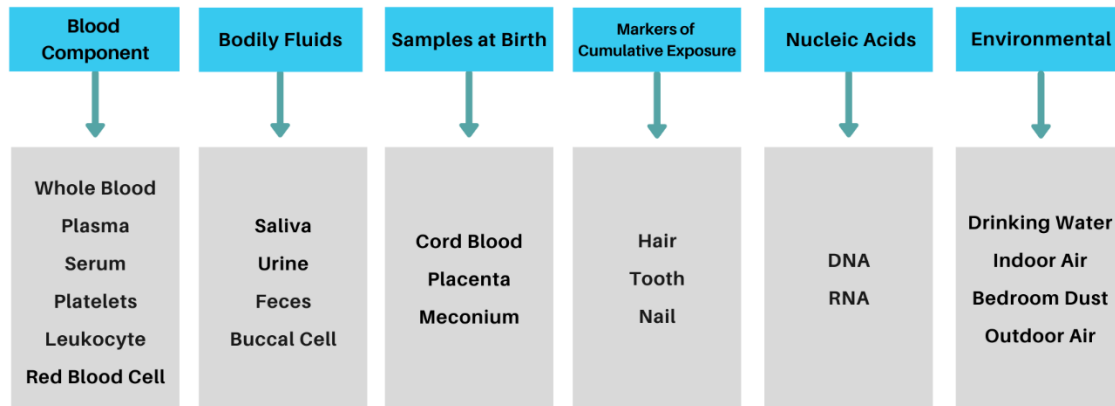 Blood
Component
Bodily Fluids
Samples at Birth
Markers of
Cumulative Exposure
Nucleic Acids
Environmental
Whole Blood
Plasma
Serum
Platelets
Leukocyte
Red Blood Cell
Saliva
Urine
Feces
Buccal Cell
Cord Blood
Placenta
Meconium
Hair
Tooth
Nail
DNA
RNA
Drinking Water
Indoor Air
Bedroom Dust
Outdoor Air